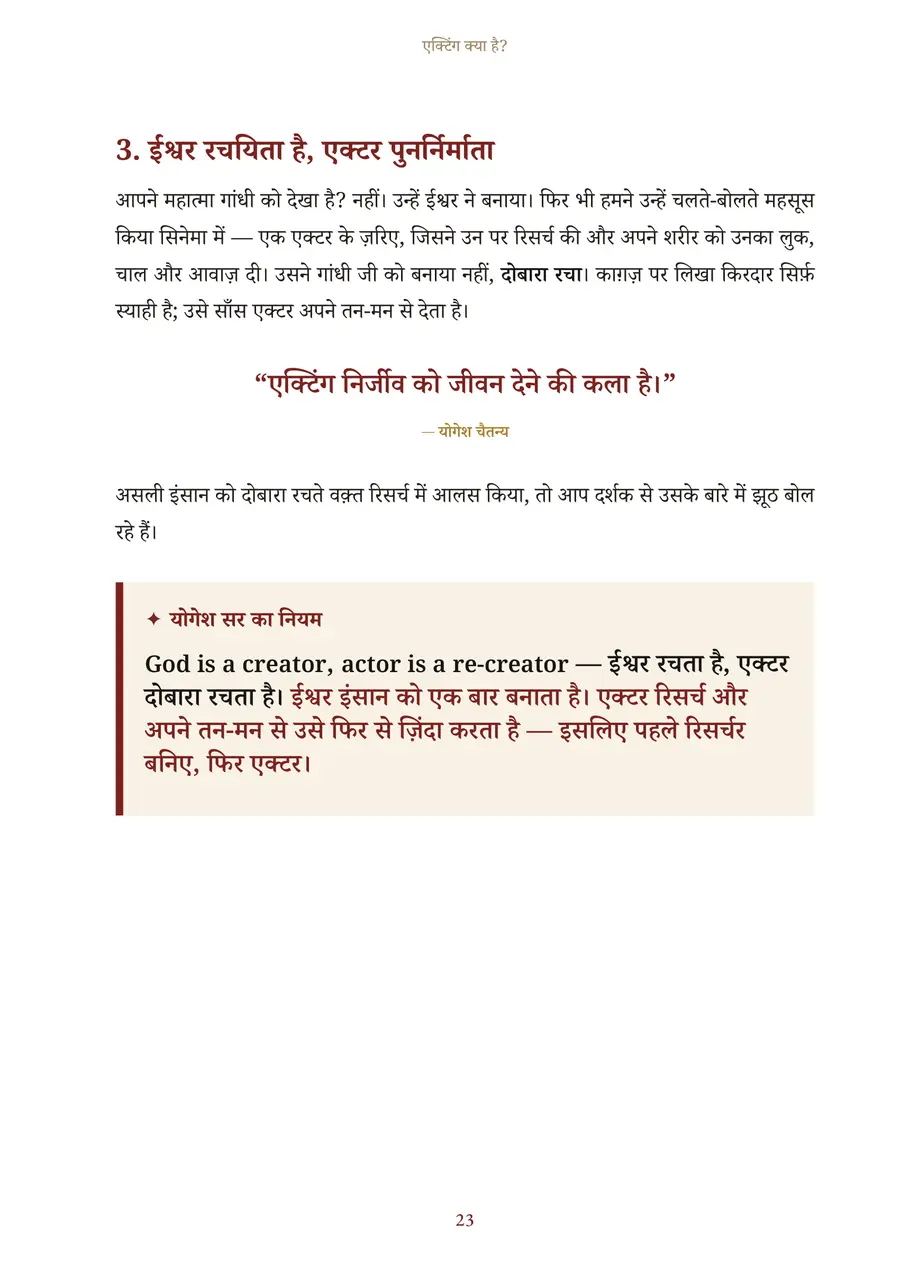 एक्टिंग क्या है?
3. ईश्वर रचयिता है, एक्टर पुनर्निर्माता
आपने महात्मा गांधी को देखा है? नहीं। उन्हें ईश्वर ने बनाया। फिर भी हमने उन्हें चलते-बोलते महसूस
किया सिनेमा में — एक एक्टर के ज़रिए, जिसने उन पर रिसर्च की और अपने शरीर को उनका लुक,
चाल और आवाज़ दी। उसने गांधी जी को बनाया नहीं, दोबारा रचा। काग़ज़ पर लिखा किरदार सिर्फ़
स्याही है; उसे साँस एक्टर अपने तन-मन से देता है।
“एक्टिंग निर्जीव को जीवन देने की कला है।”
— योगेश चैतन्य
असली इंसान को दोबारा रचते वक़्त रिसर्च में आलस किया, तो आप दर्शक से उसके बारे में झूठ बोल
रहे हैं।
✦ योगेश सर का नियम
God is a creator, actor is a re-creator — ईश्वर रचता है, एक्टर
दोबारा रचता है। ईश्वर इंसान को एक बार बनाता है। एक्टर रिसर्च और
अपने तन-मन से उसे फिर से ज़िंदा करता है — इसलिए पहले रिसर्चर
बनिए, फिर एक्टर।
23